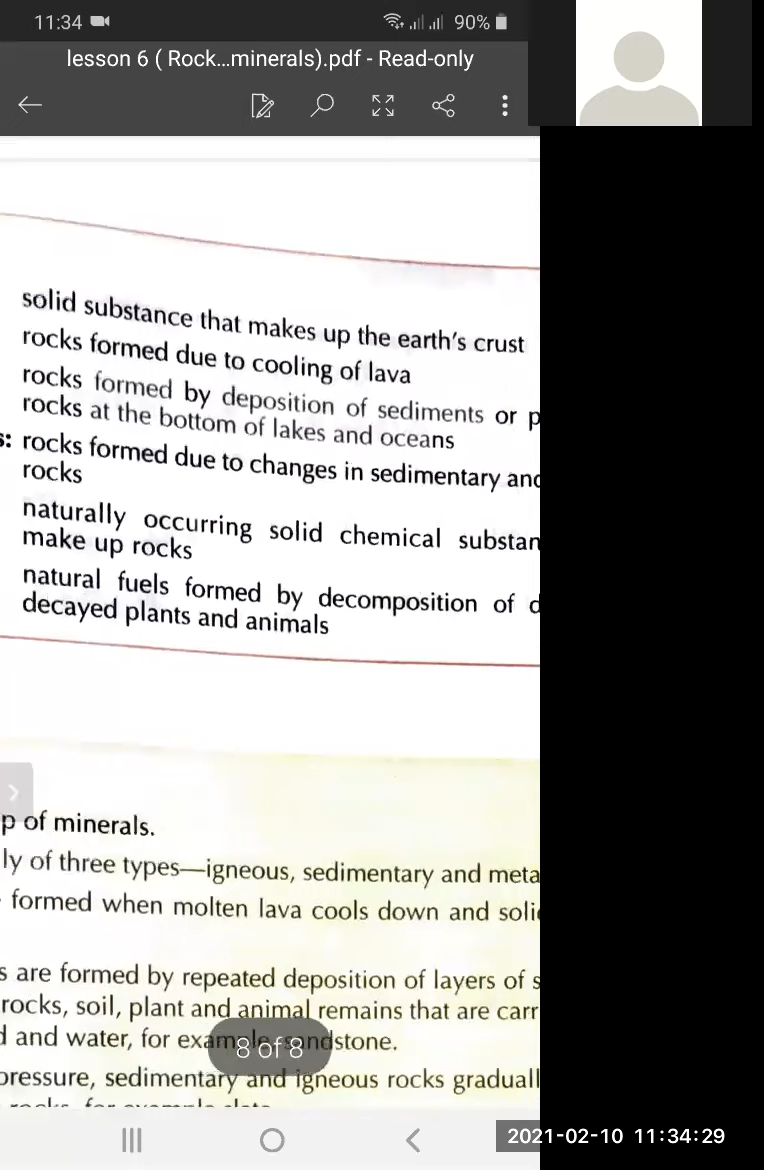 11:34 90%
lesson 6 ( Rock...minerals).pdf - Read-only
solid substance that makes up the earth's crust
rocks formed due to cooling of lava
rocks formed by deposition of sediments or p
rocks at the bottom of lakes and oceans
s: rocks formed due to changes in sedimentary and
rocks
naturally occurring solid chemical substan
make up rocks
natural fuels formed by decomposition of d
decayed plants and animals
p of minerals.
ly of three types—igneous, sedimentary and meta
formed when molten lava cools down and soli
s are formed by repeated deposition of layers of s
rocks, soil, plant and animal remains that are carr
d and water, for example sandstone.
8 of 8
pressure, sedimentary and igneous rocks graduall
2021-02-10 11:34:29